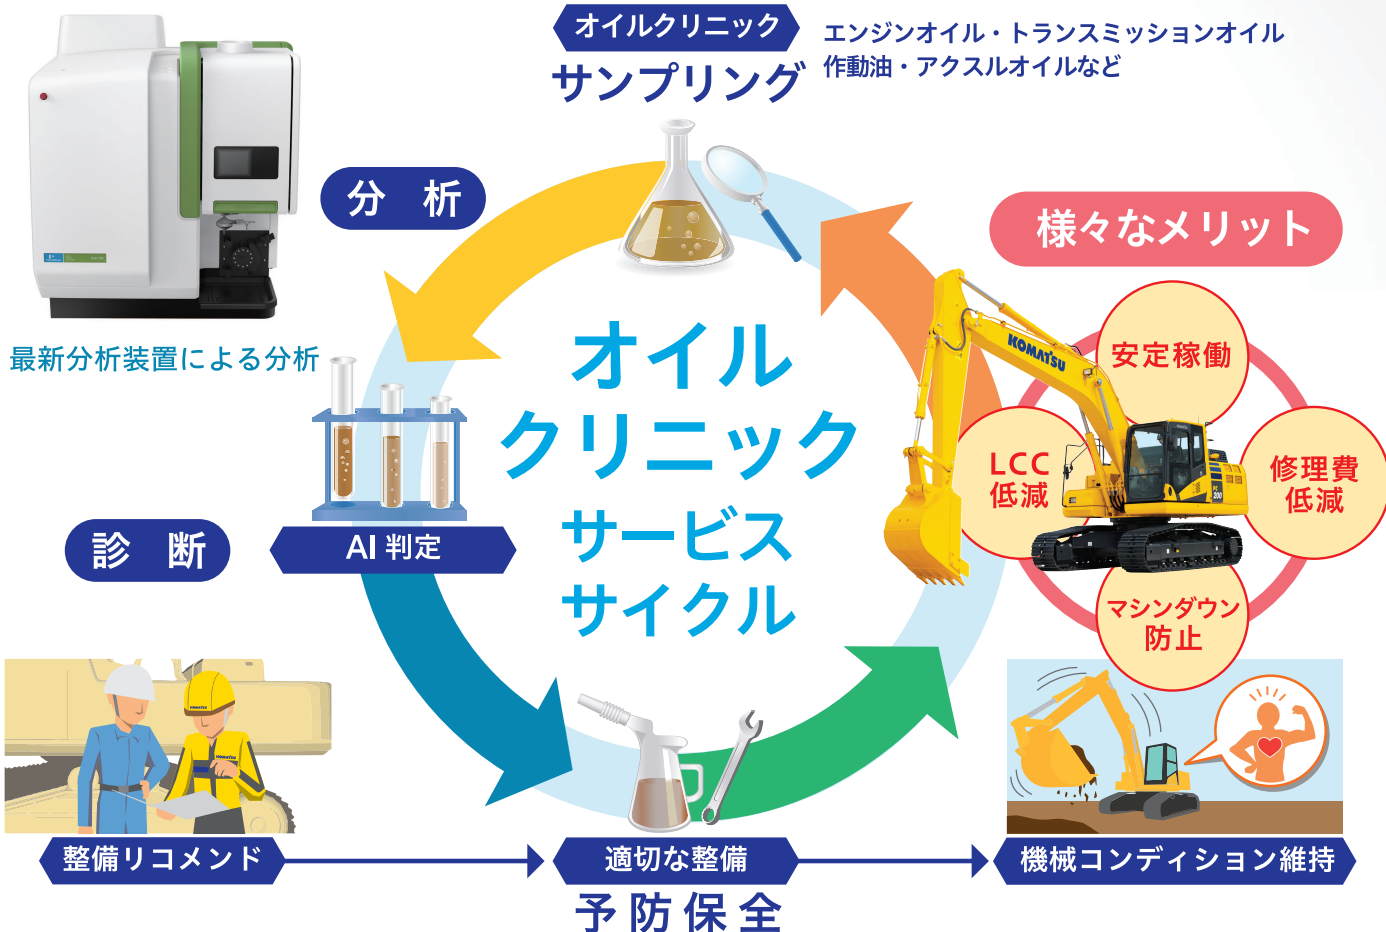 オイルクリニック
サンプリング
エンジンオイル・トランスミッションオイル
作動油・アクスルオイルなど
分析
最新分析装置による分析
様々なメリット
安定稼働
LCC
低減
修理費
低減
マシンダウン
防止
KOMATSU
PC
200
オイル
クリニック
サービス
サイクル
診断
AI 判定
KOMATSU
KOMATSU
整備リコメンド
適切な整備
予防保全
機械コンディション維持